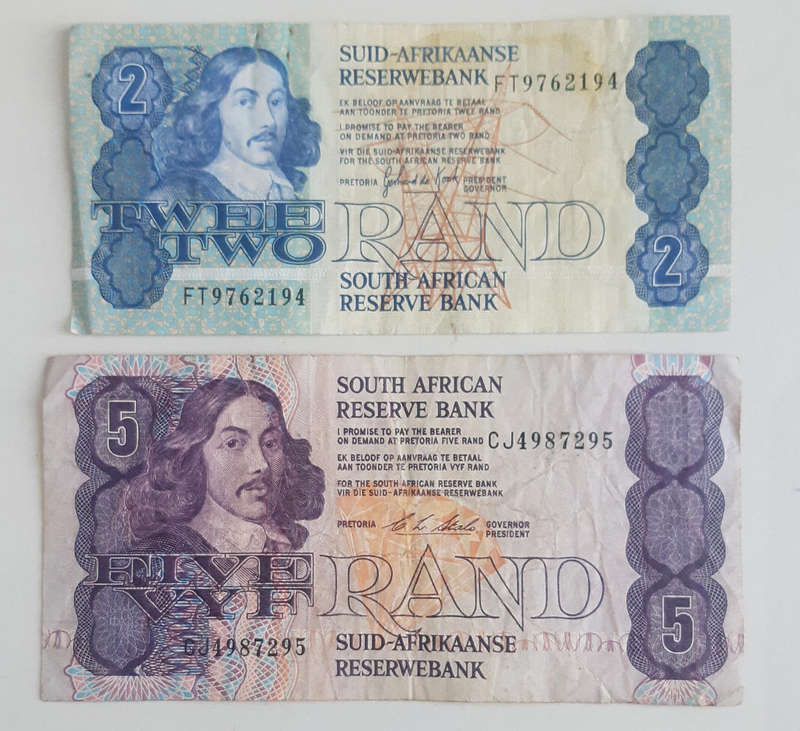 2
SUID-AFRIKAANSE
RESERWEBANK FT9762194
EK BELOOF OP AANVRAAG TE BETAAL
AAN TOONDER TE PRETORIA TWEE RAND
I PROMISE TO PAY THE BEARER
ON DEMAND AT PRETORIA TWO RAND
VIR DIE SUID-AFRIKAANSE RESERWEBANK
FOR THE SOUTH AFRICAN RESERVE BANK
PRETORIA PRESIDENT
GOVERNOR
TWEE
TWO RAND
2
FT9762194
SOUTH AFRICAN
RESERVE BANK
5
SOUTH AFRICAN
RESERVE BANK
I PROMISE TO PAY THE BEARER
ON DEMAND AT PRETORIA FIVE RAND CJ4987295
EK BELOOF OP AANVRAAG TE BETAAL
AAN TOONDER TE PRETORIA VYF RAND
FOR THE SOUTH AFRICAN RESERVE BANK
VIR DIE SUID-AFRIKAANSE RESERWEBANK
PRETORIA GOVERNOR
PRESIDENT
FIVE
VYF RAND
5
CJ4987295
SUID-AFRIKAANSE
RESERWEBANK